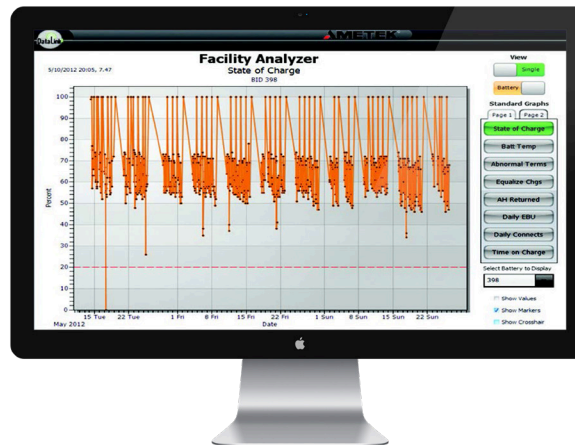 DataLink
AMETEK
Facility Analyzer
State of Charge
BID 398
5/10/2012 20:05, 7.47
View
Single
Battery
Standard Graphs
Page 1 Page 2
State of Charge
Batt Temp
Abnormal Terms
Equalize Chgs
AH Returned
Daily EBU
Daily Connects
Time on Charge
Select Battery to Display
398
Show Values
Show Markers
Show Crosshair
Percent
100
90
80
70
60
50
40
30
20
10
0
15 Tue 22 Tue 1 Fri 8 Fri 15 Fri 22 Fri 1 Sun 8 Sun 15 Sun 22 Sun
May 2012 Date